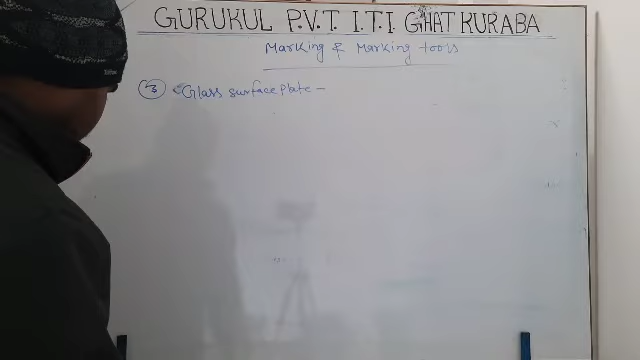 GURUKUL P.V.T I.T.I GHAT KURABA
Marking & Marking tools
3 Glass surface plate -